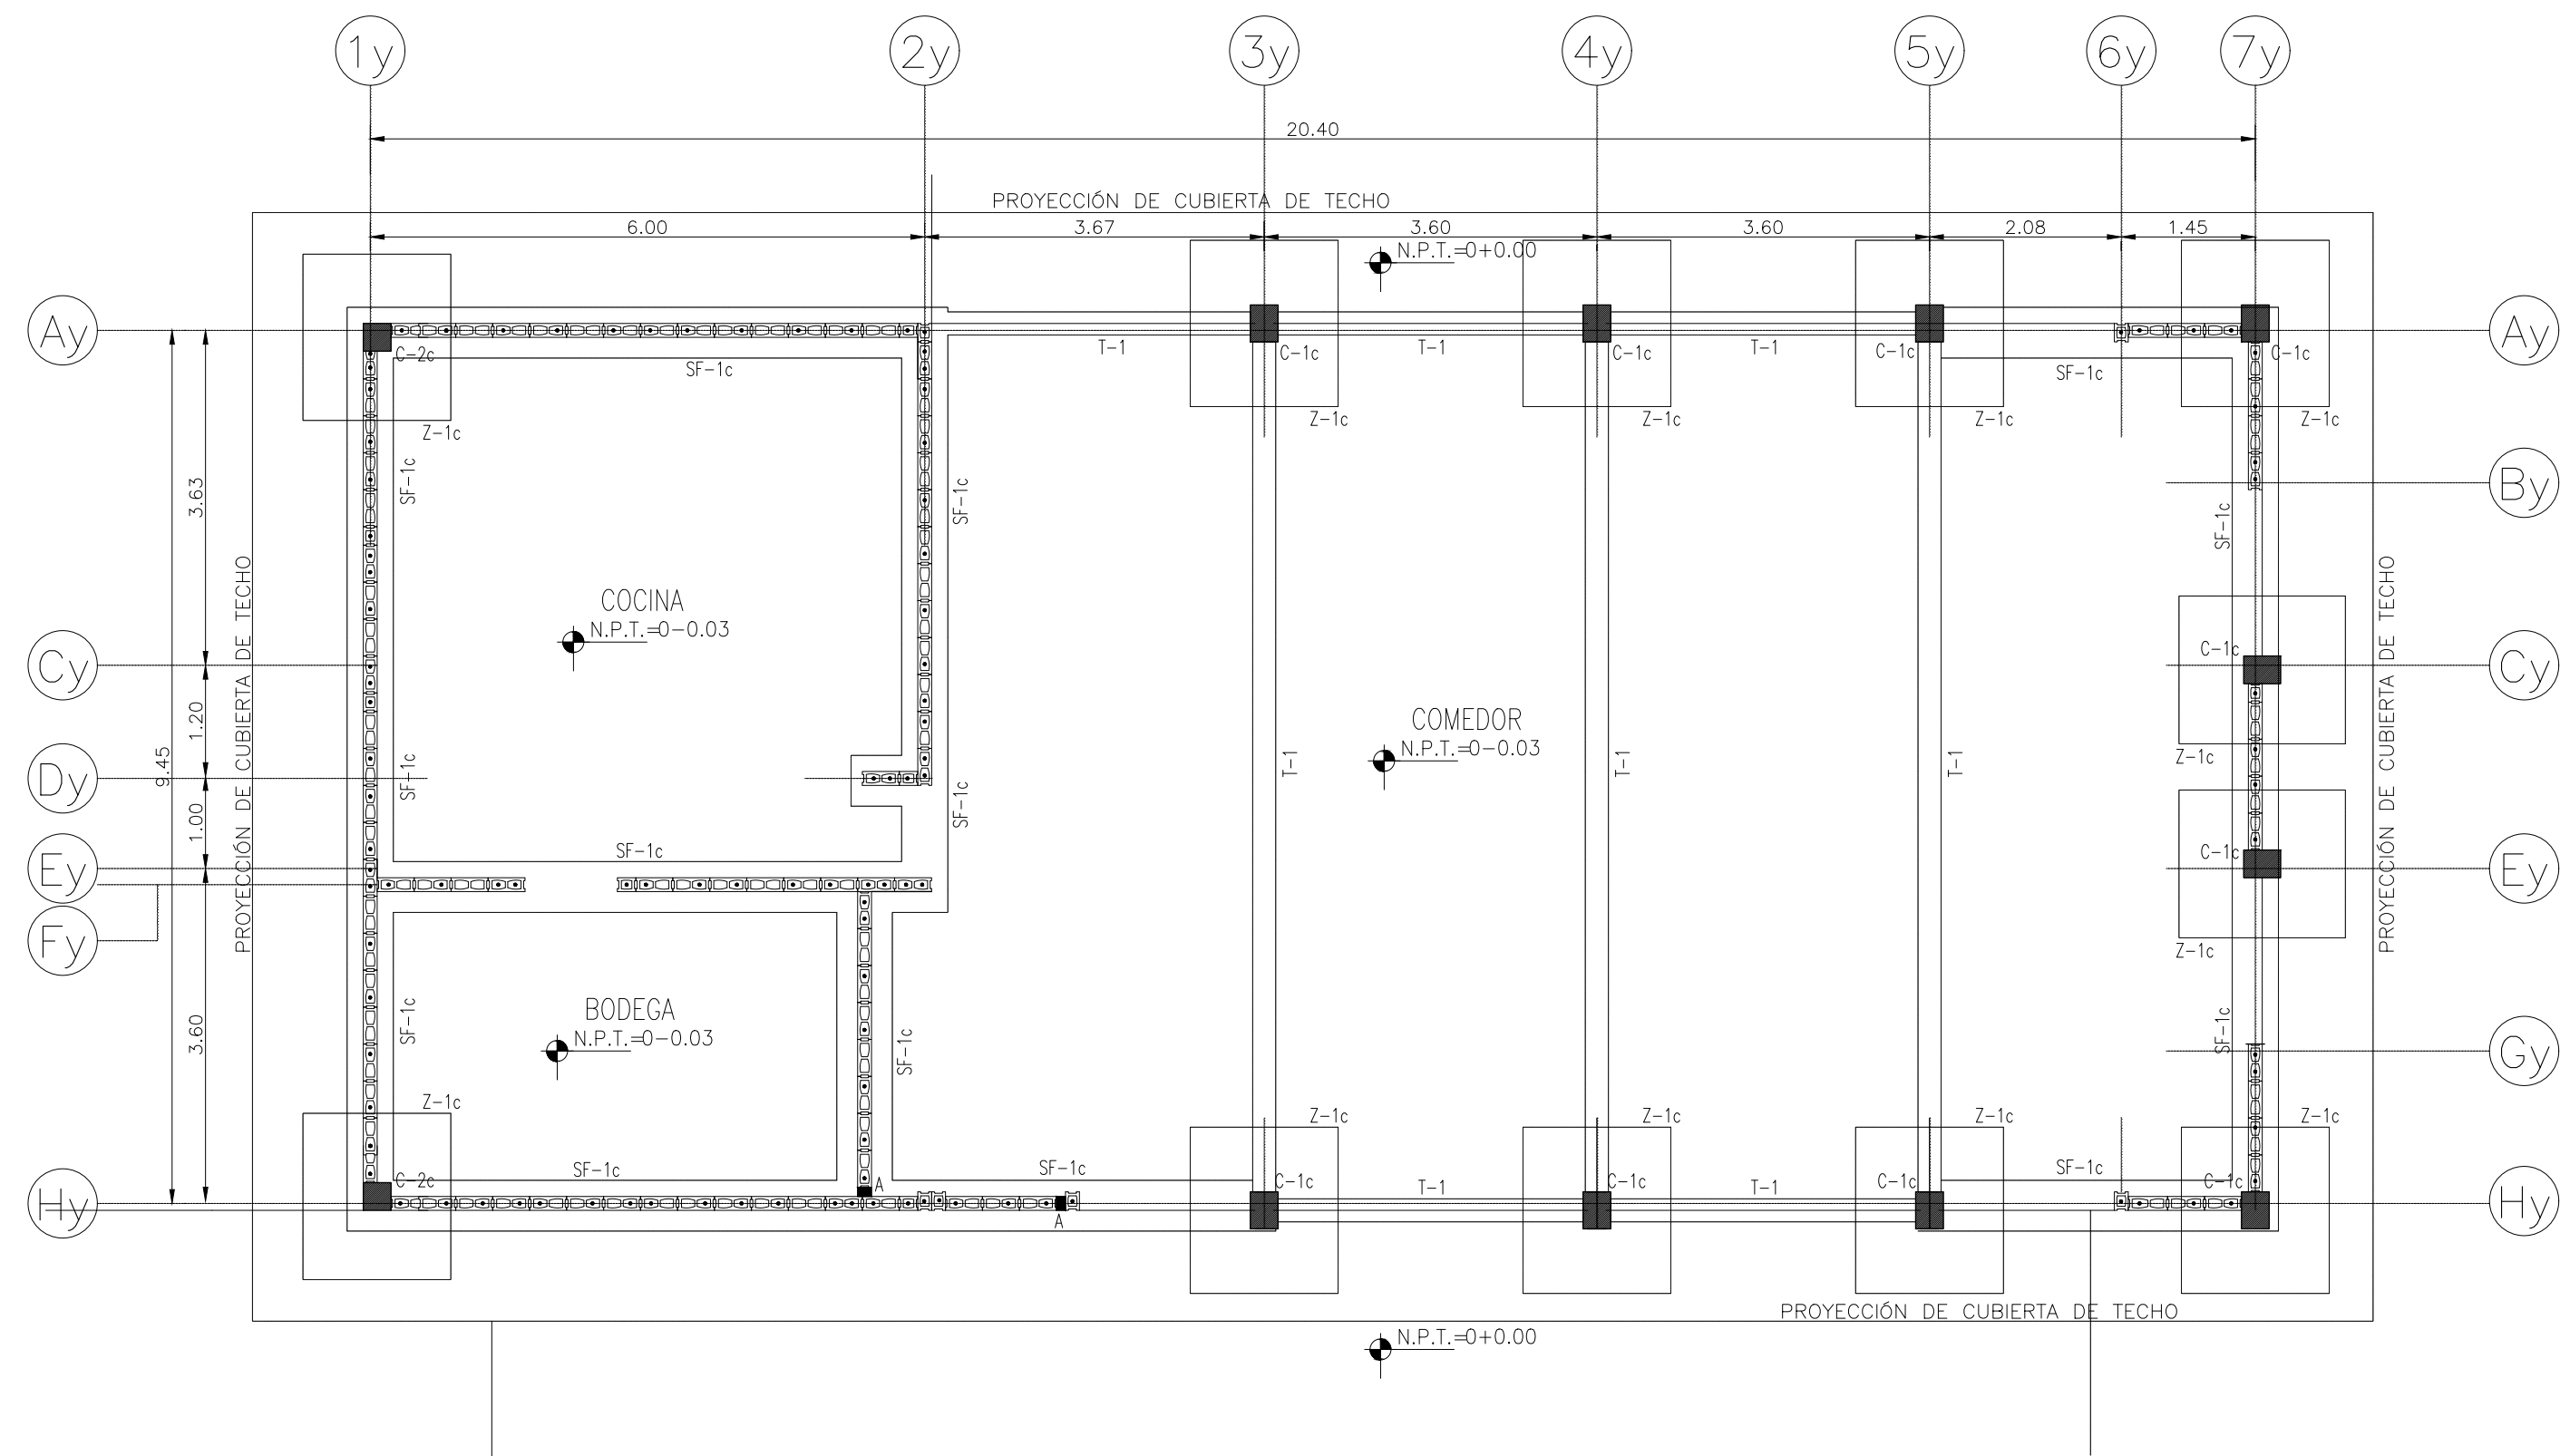 1y 2y 3y 4y 5y 6y 7y
20.40
PROYECCIÓN DE CUBIERTA DE TECHO
6.00 3.67 3.60 3.60 2.08 1.45
N.P.T.=0+0.00
Ay Ay
C-2c T-1 C-1c T-1 C-1c T-1 C-1c C-1c
SF-1c SF-1c
Z-1c Z-1c Z-1c Z-1c Z-1c
By
3.63 SF-1c SF-1c SF-1c
COCINA
N.P.T.=0-0.03
PROYECCIÓN DE CUBIERTA DE TECHO
PROYECCIÓN DE CUBIERTA DE TECHO
Cy C-1c Cy
1.20
COMEDOR
N.P.T.=0-0.03
Z-1c
9.45
Dy SF-1c SF-1c T-1 T-1 T-1
1.00
SF-1c C-1c
Ey Ey
Fy
Z-1c
BODEGA
N.P.T.=0-0.03
3.60 SF-1c SF-1c SF-1c
Gy
Z-1c Z-1c Z-1c Z-1c Z-1c
SF-1c SF-1c SF-1c
C-2c A C-1c T-1 C-1c T-1 C-1c C-1c
Hy Hy
A
PROYECCIÓN DE CUBIERTA DE TECHO
N.P.T.=0+0.00